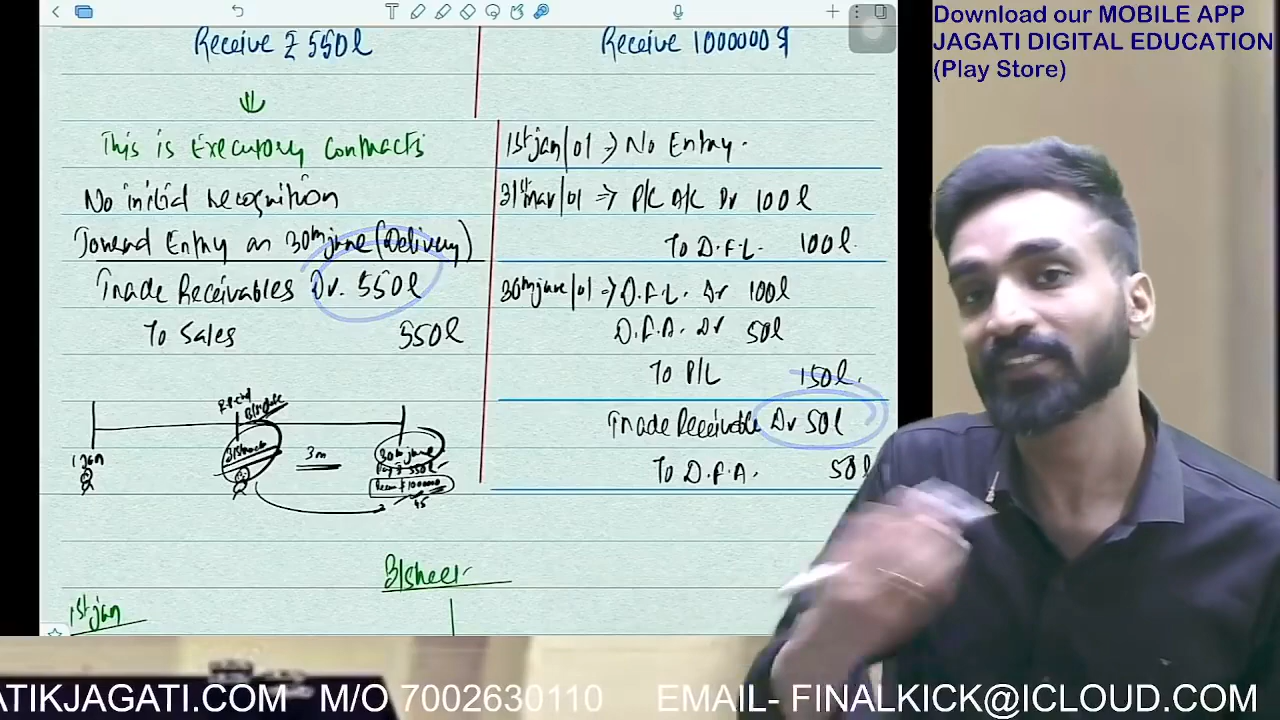 Download our MOBILE APP
JAGATI DIGITAL EDUCATION
(Play Store)
Receive ₹ 550l
This is Executory Contracts
No initial recognition
Journal Entry on 30th june (Delivery)
Trade Receivables Dr. 550l
To Sales 550l
1 Jan
31 March
3m
30th june
45
Receive 1000000 $
1st jan/01 ⇒ No Entry.
31st mar/01 ⇒ P/L A/C Dr 100l
To D.F.L. 100l.
30th june/01 ⇒ D.F.L. Dr 100l
D.F.A. Dr 50l
To P/L 150l.
Trade Receivable Dr 50l
To D.F.A. 50l
B/sheet
1st jan
ATIKJAGATI.COM M/O 7002630110 EMAIL- FINALKICK@ICLOUD.COM